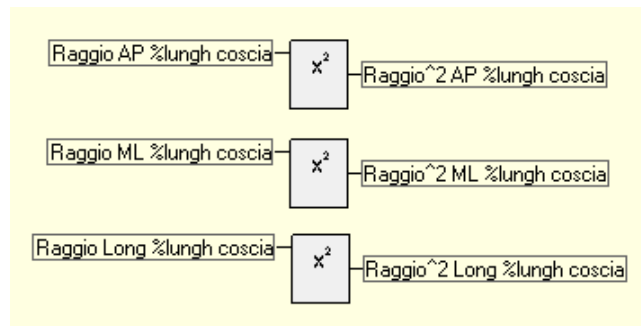 Raggio AP %lungh coscia
x²
Raggio^2 AP %lungh coscia
Raggio ML %lungh coscia
x²
Raggio^2 ML %lungh coscia
Raggio Long %lungh coscia
x²
Raggio^2 Long %lungh coscia